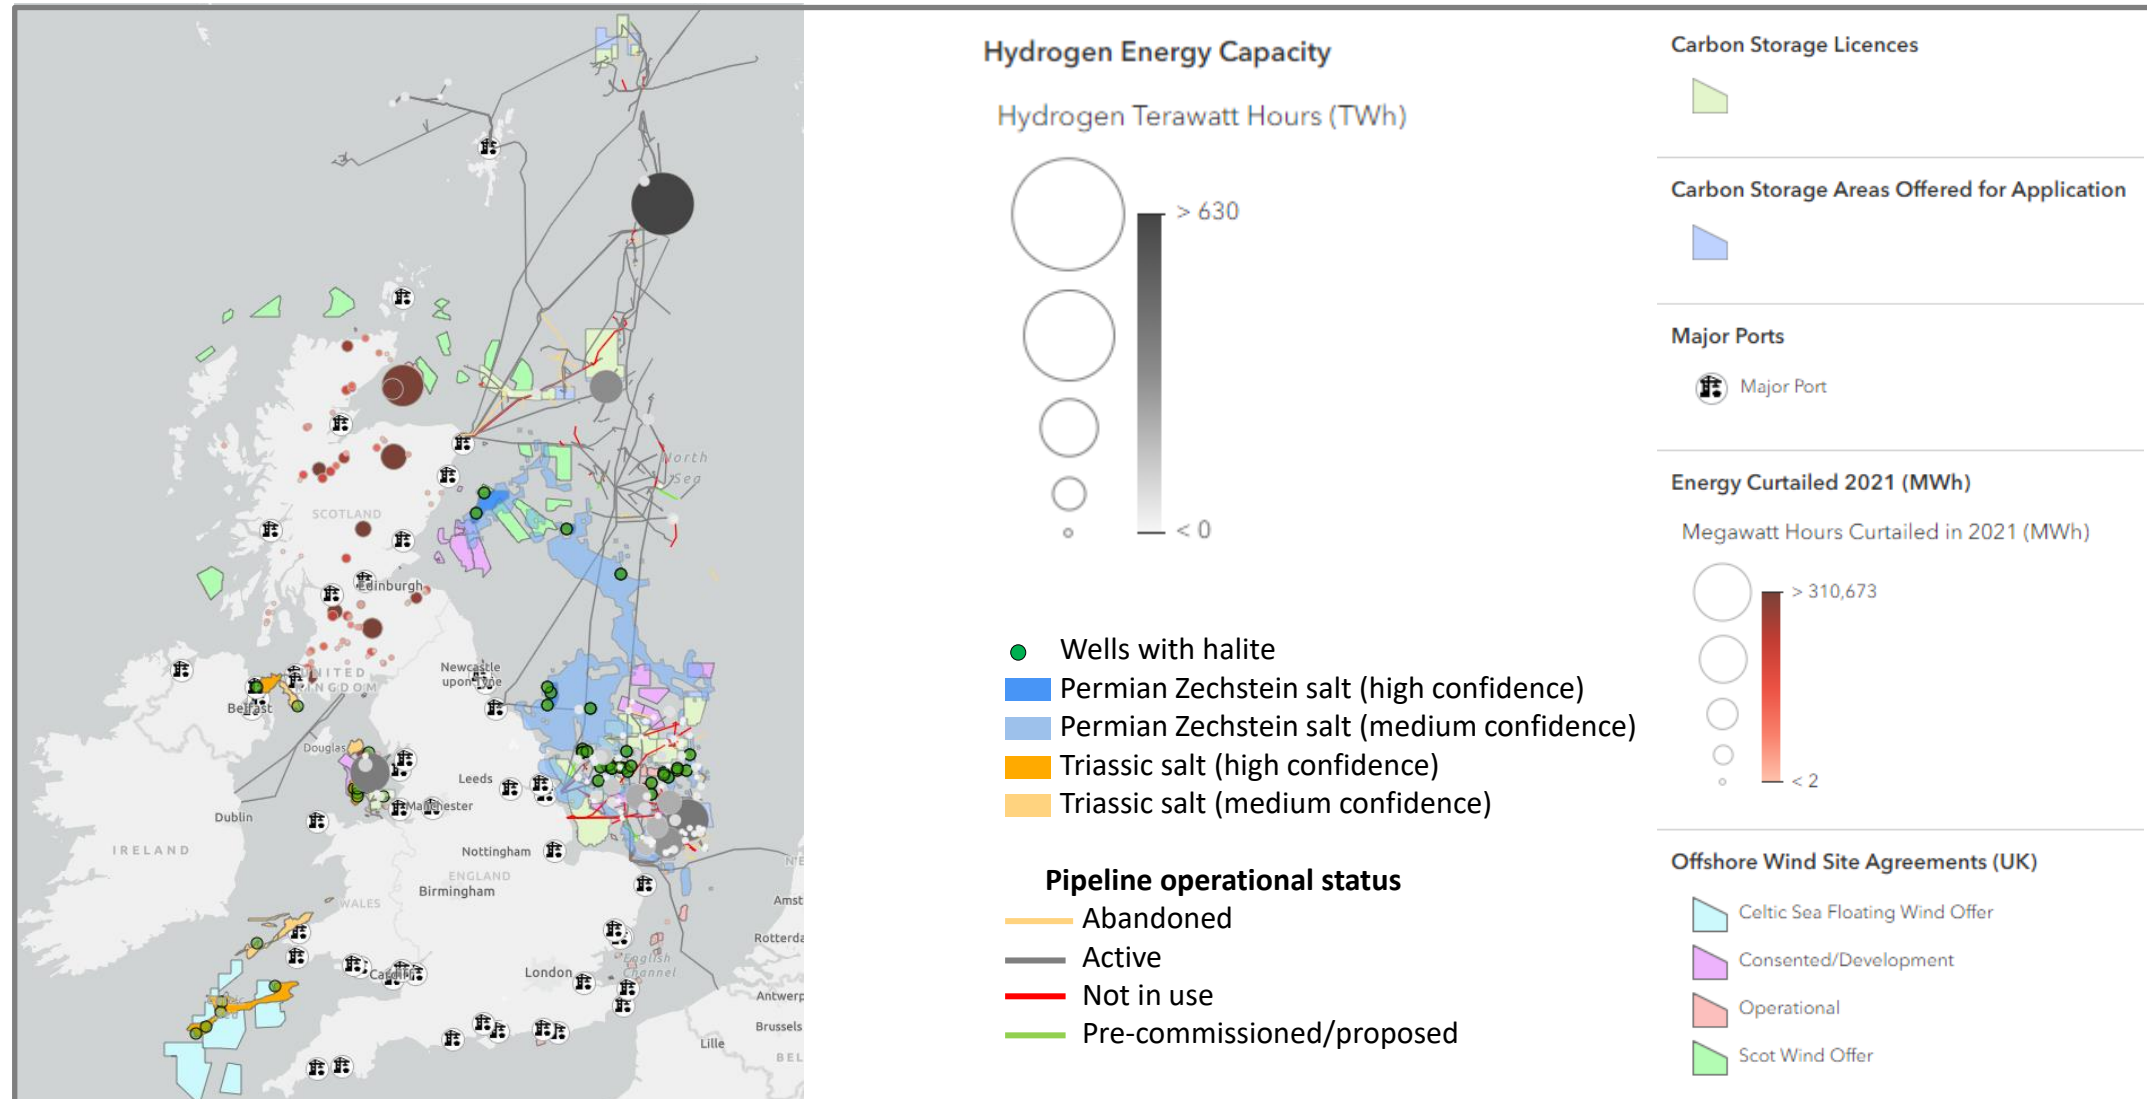 North
Sea
SCOTLAND
Edinburgh
UNITED
KINGDOM
Newcastle
upon Tyne
Belfast
Douglas
Leeds
Manchester
Dublin
IRELAND
Nottingham
ENGLAND
Birmingham
WALES
Amst
Rotterda
English
Channel
London
Cardiff
Antwerp
Brussels
Lille
BEL
Hydrogen Energy Capacity
Hydrogen Terawatt Hours (TWh)
> 630
< 0
Wells with halite
Permian Zechstein salt (high confidence)
Permian Zechstein salt (medium confidence)
Triassic salt (high confidence)
Triassic salt (medium confidence)
Pipeline operational status
Abandoned
Active
Not in use
Pre-commissioned/proposed
Carbon Storage Licences
Carbon Storage Areas Offered for Application
Major Ports
Major Port
Energy Curtailed 2021 (MWh)
Megawatt Hours Curtailed in 2021 (MWh)
> 310,673
< 2
Offshore Wind Site Agreements (UK)
Celtic Sea Floating Wind Offer
Consented/Development
Operational
Scot Wind Offer